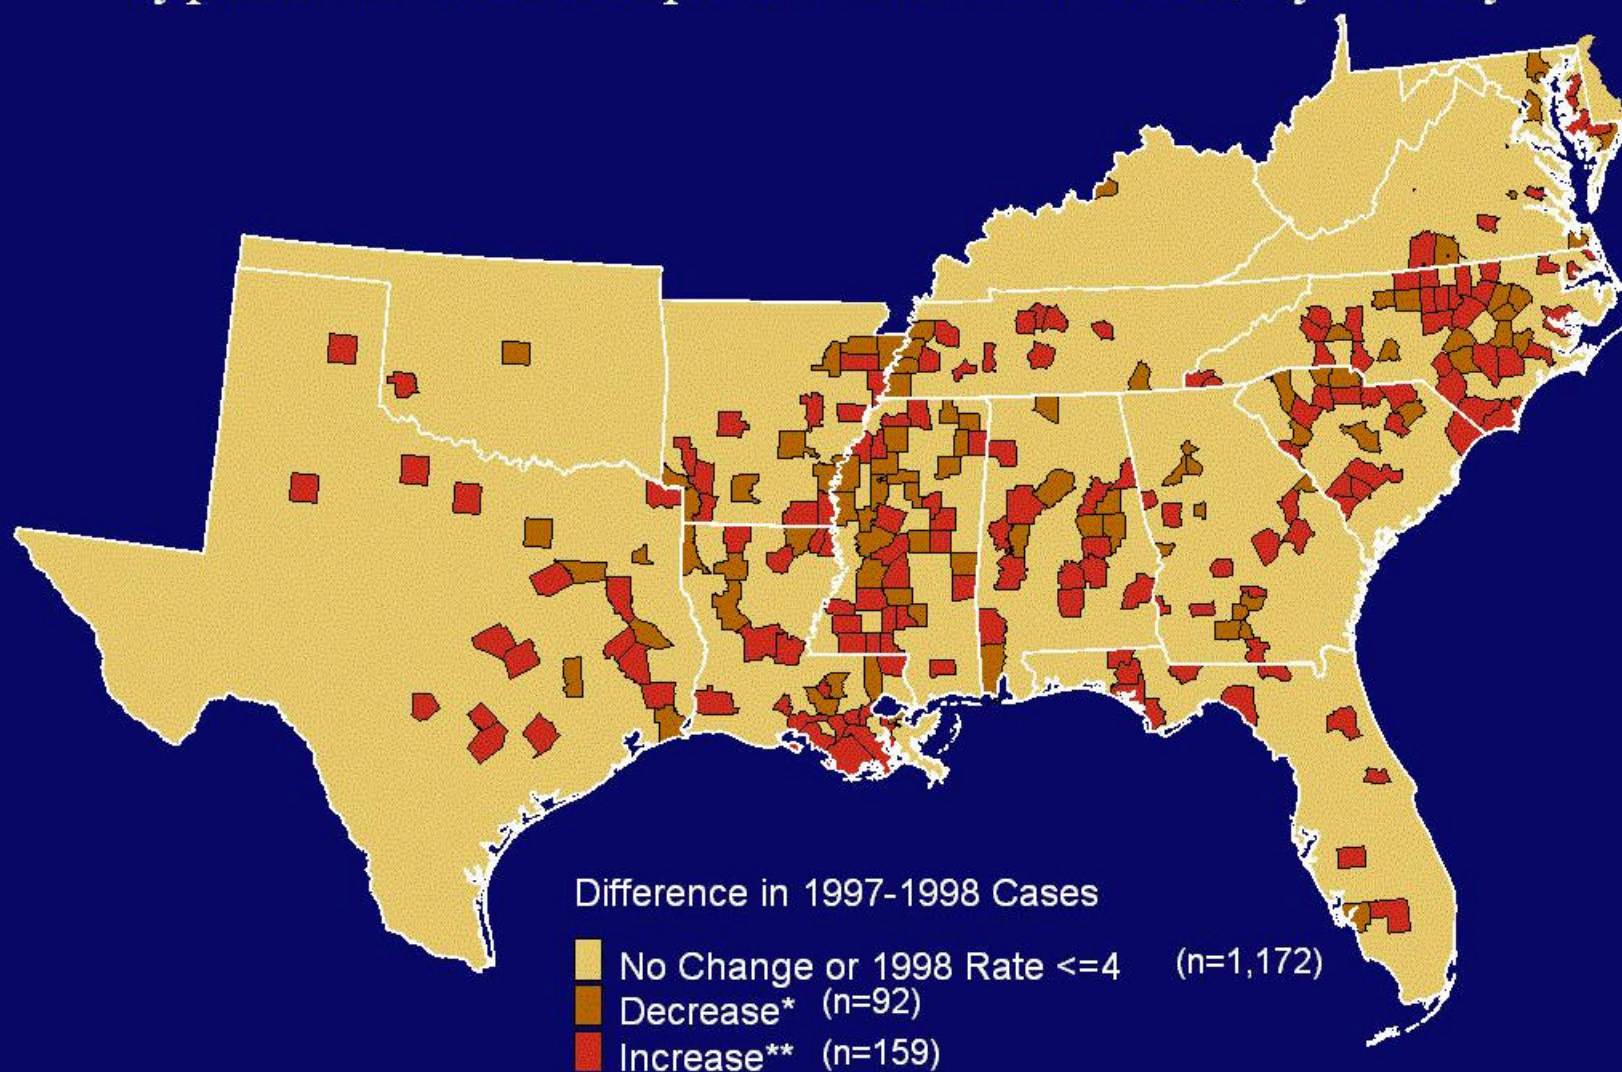 Difference in 1997-1998 Cases
No Change or 1998 Rate <=4 (n=1,172)
Decrease* (n=92)
Increase** (n=159)